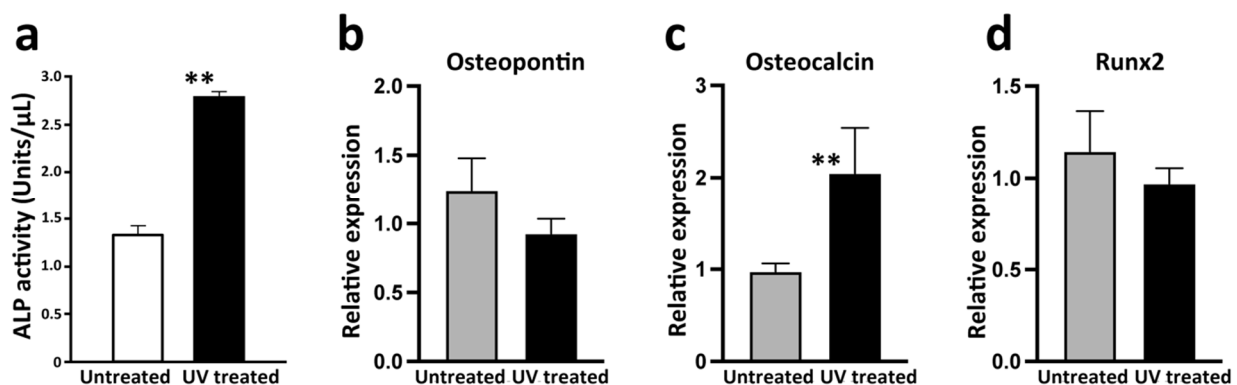 a
ALP activity (Units/μL)
3.0
2.5
2.0
1.5
1.0
0.5
0
**
Untreated UV treated
b
Osteopontin
Relative expression
2.0
1.5
1.0
0.5
0.0
Untreated UV treated
c
Osteocalcin
Relative expression
3
2
1
0
**
Untreated UV treated
d
Runx2
Relative expression
1.5
1.0
0.5
0.0
Untreated UV treated